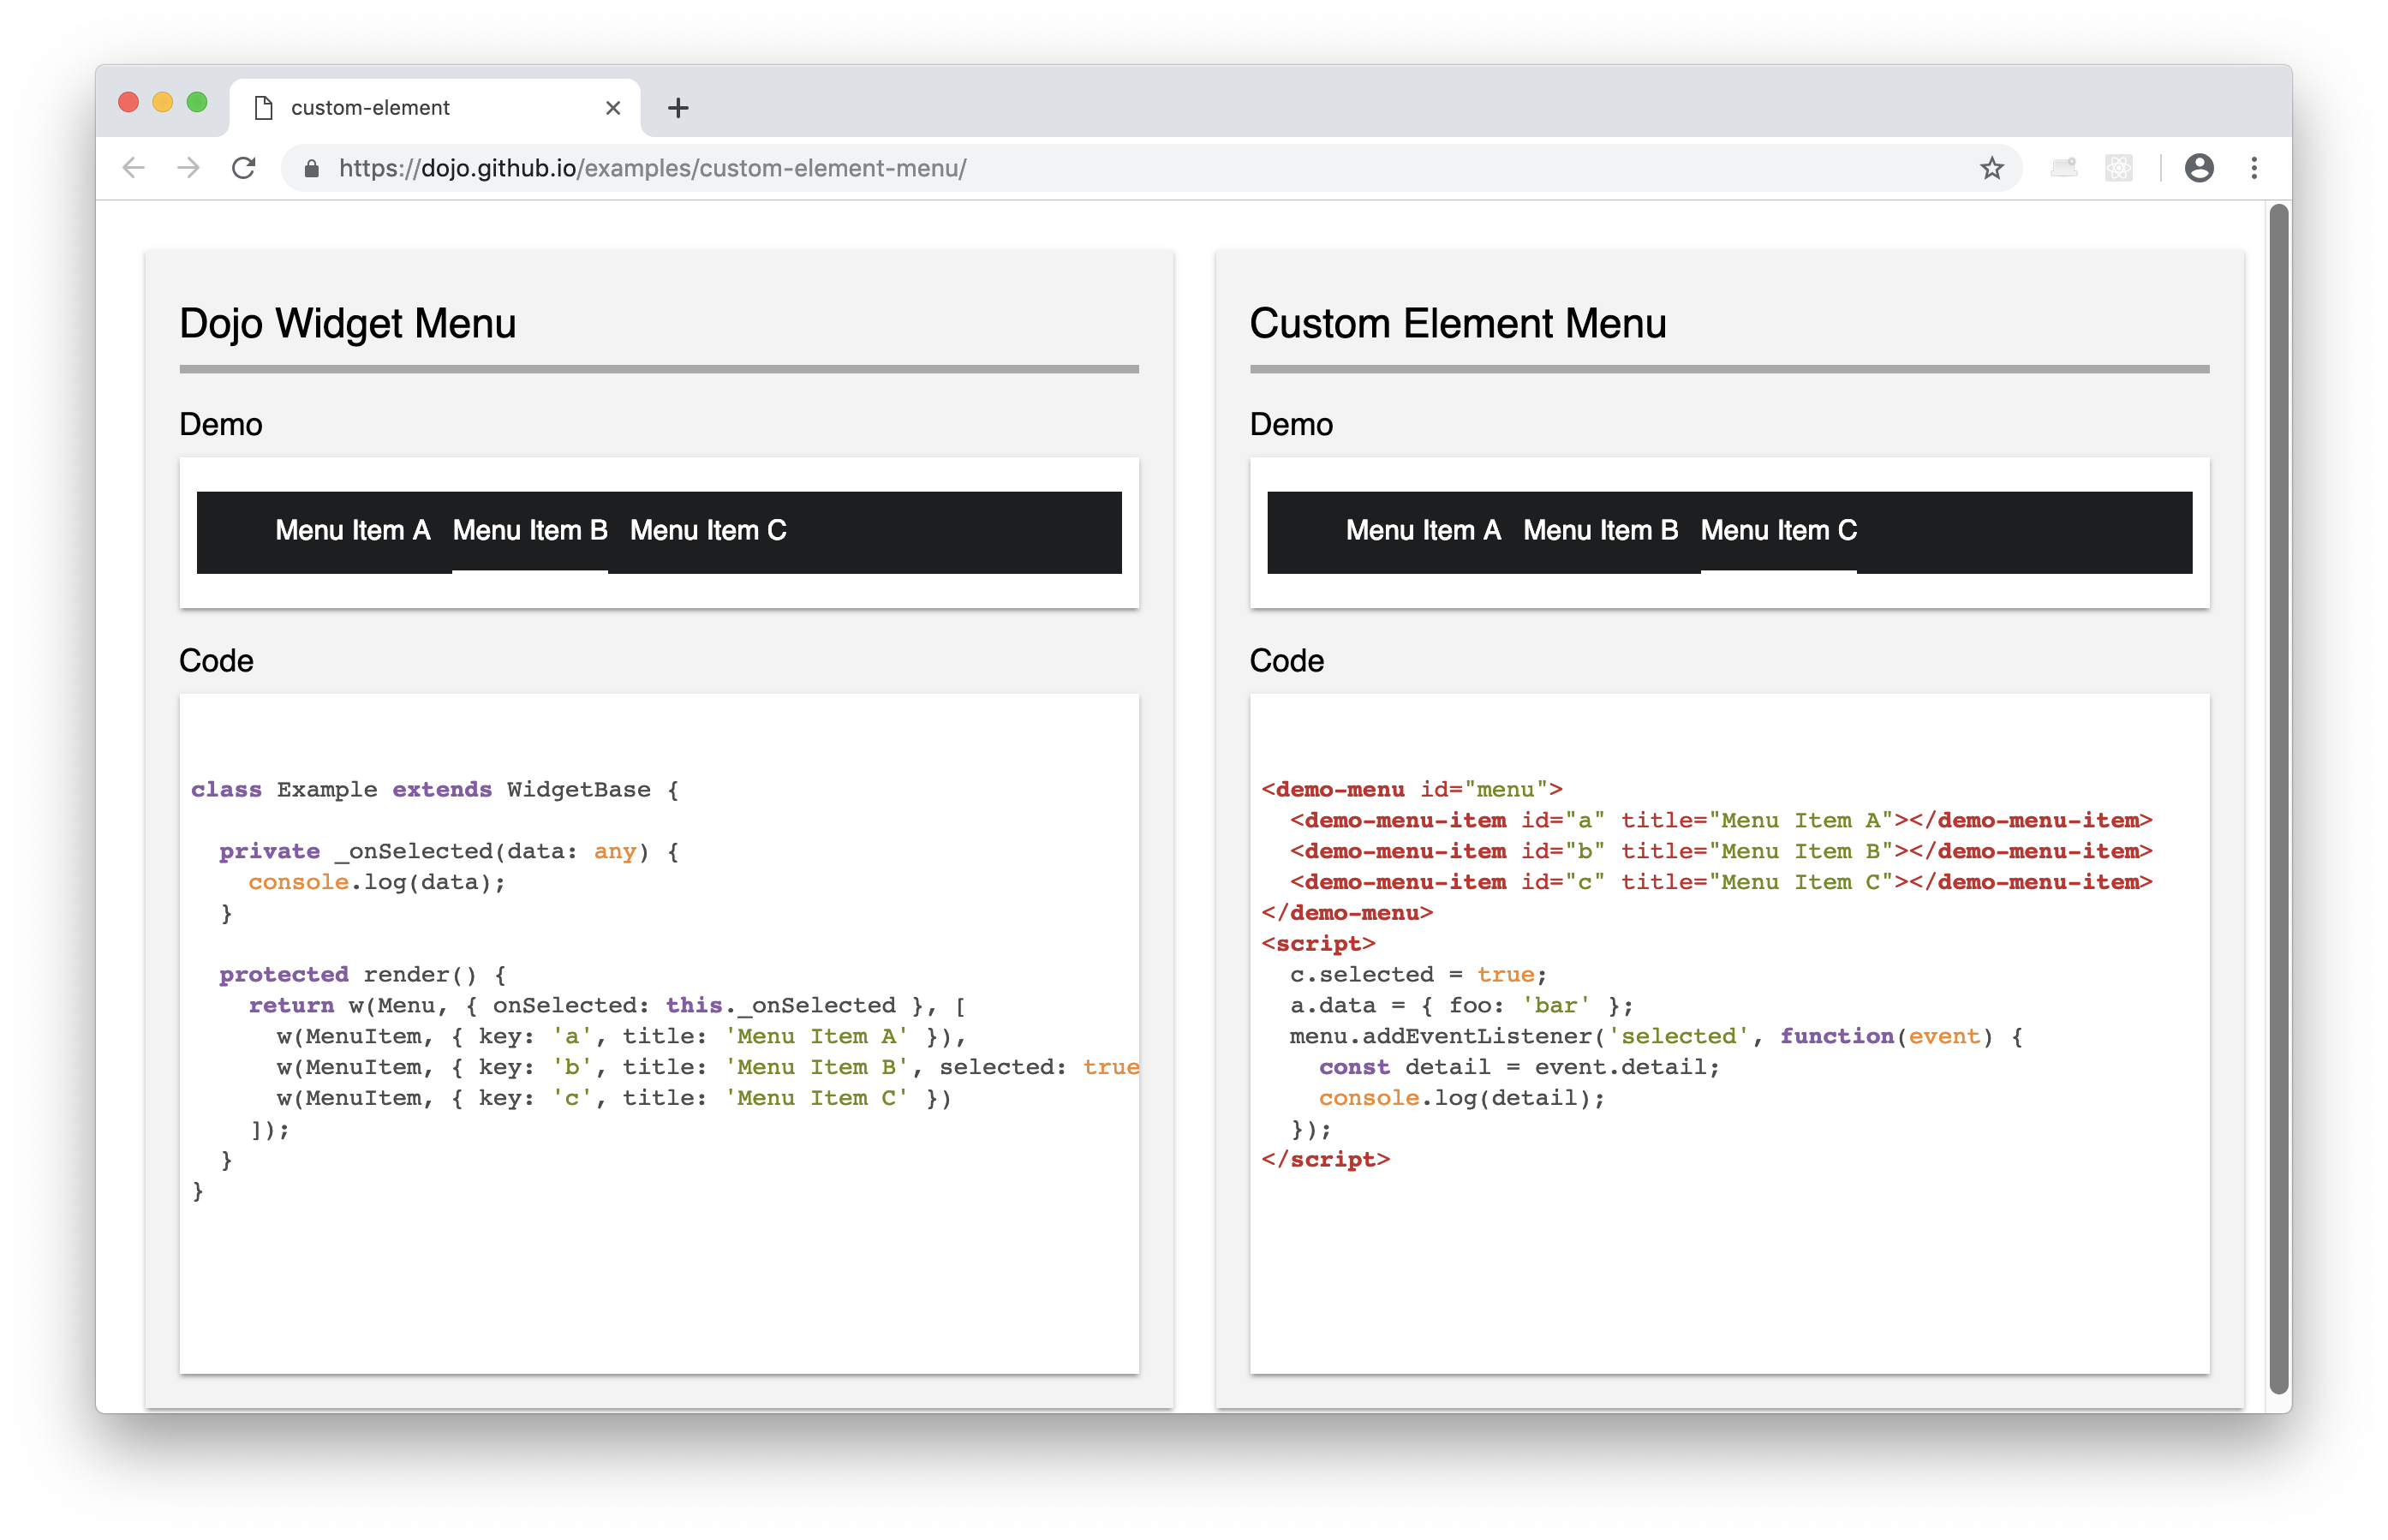 custom-element
https://dojo.github.io/examples/custom-element-menu/
Dojo Widget Menu
Demo
Menu Item A Menu Item B Menu Item C
Code
class Example extends WidgetBase {
  private _onSelected(data: any) {
    console.log(data);
  }
  protected render() {
    return w(Menu, { onSelected: this._onSelected }, [
      w(MenuItem, { key: 'a', title: 'Menu Item A' }),
      w(MenuItem, { key: 'b', title: 'Menu Item B', selected: true
      w(MenuItem, { key: 'c', title: 'Menu Item C' })
    ]);
  }
}
Custom Element Menu
Demo
Menu Item A Menu Item B Menu Item C
Code
<demo-menu id="menu">
  <demo-menu-item id="a" title="Menu Item A"></demo-menu-item>
  <demo-menu-item id="b" title="Menu Item B"></demo-menu-item>
  <demo-menu-item id="c" title="Menu Item C"></demo-menu-item>
</demo-menu>
<script>
  c.selected = true;
  a.data = { foo: 'bar' };
  menu.addEventListener('selected', function(event) {
    const detail = event.detail;
    console.log(detail);
  });
</script>